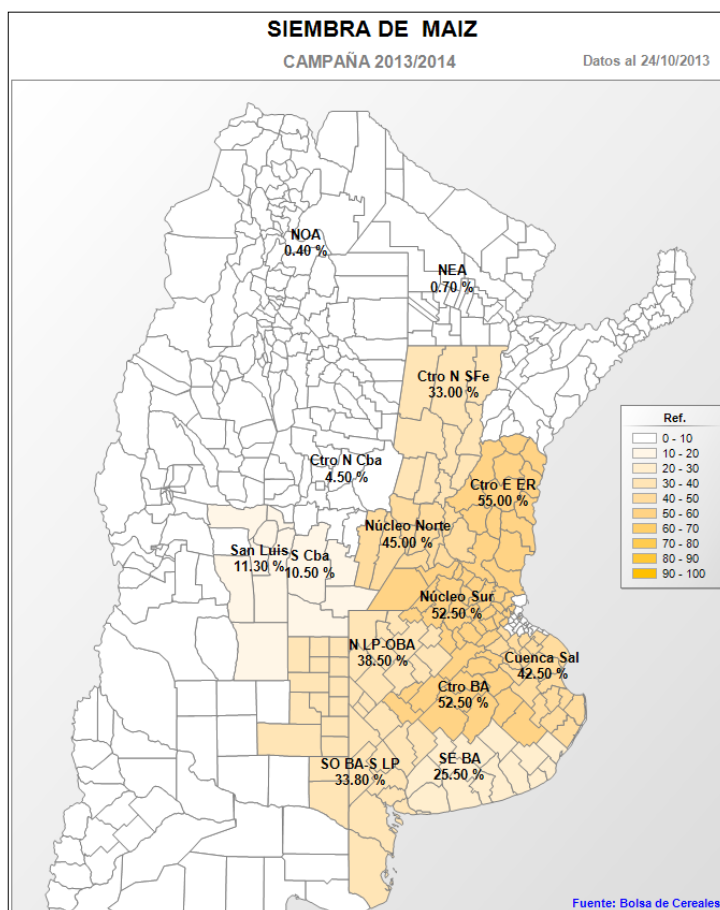 SIEMBRA DE MAIZ
CAMPAÑA 2013/2014
Datos al 24/10/2013
NOA
0.40 %
NEA
0.70 %
Ctro N SFe
33.00 %
Ctro N Cba
4.50 %
Ctro E ER
55.00 %
Núcleo Norte
45.00 %
San Luis
11.30 %
S Cba
10.50 %
Núcleo Sur
52.50 %
N LP-OBA
38.50 %
Cuenca Sal
42.50 %
Ctro BA
52.50 %
SO BA-S LP
33.80 %
SE BA
25.50 %
Ref.
0 - 10
10 - 20
20 - 30
30 - 40
40 - 50
50 - 60
60 - 70
70 - 80
80 - 90
90 - 100
Fuente: Bolsa de Cereales